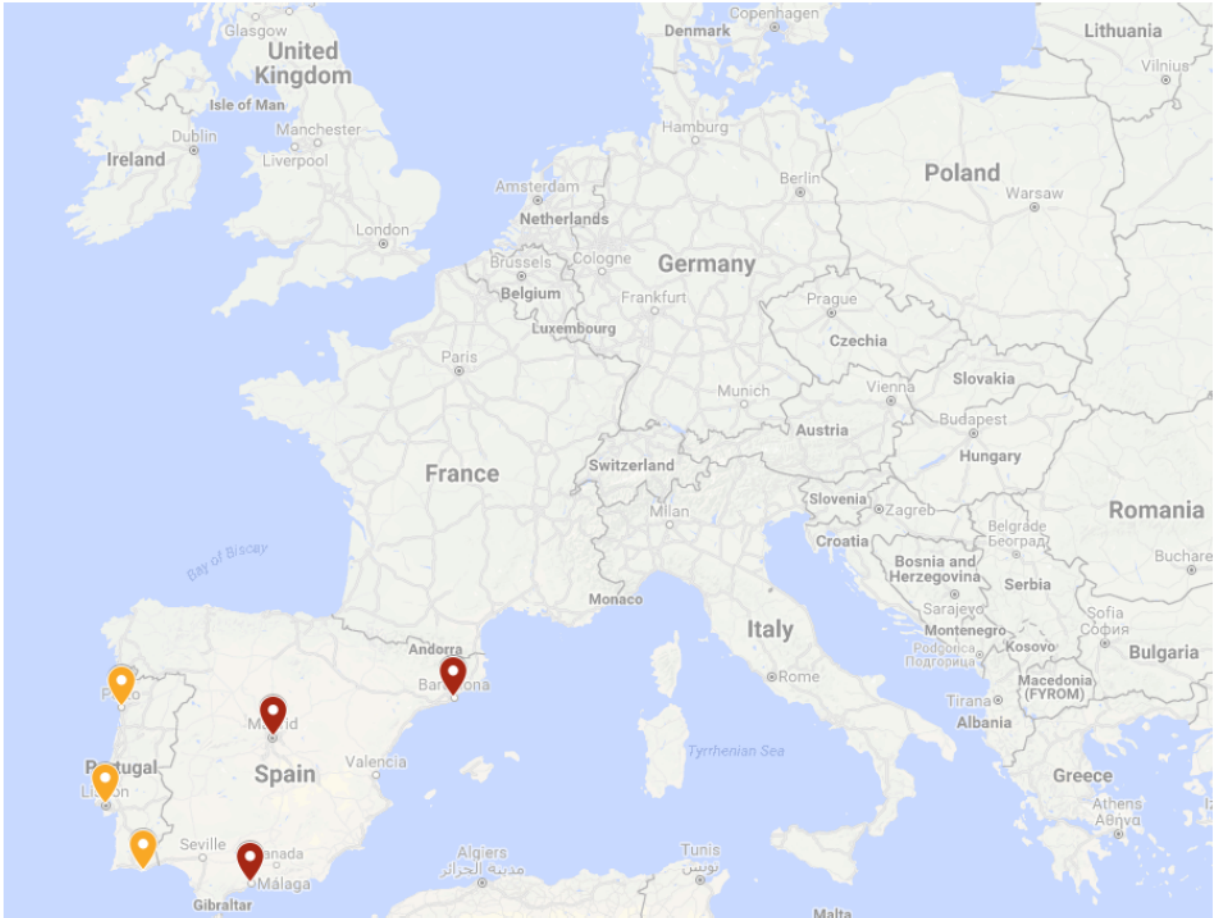 Copenhagen
Glasgow
Denmark
Lithuania
United
Kingdom
Vilnius
Isle of Man
Hamburg
Manchester
Dublin
Ireland
Liverpool
Berlin
Poland
Amsterdam
Warsaw
Netherlands
London
Brussels
Cologne
Germany
Belgium
Frankfurt
Prague
Luxembourg
Czechia
Paris
Slovakia
Munich
Vienna
Budapest
Austria
Hungary
France
Switzerland
Slovenia
Zagreb
Milan
Romania
Belgrade
Београд
Croatia
Bay of Biscay
Bosnia and
Herzegovina
Buchare
Serbia
Monaco
Sarajevo
Sofia
София
Italy
Montenegro
Andorra
Kosovo
Podgorica
Подгорица
Bulgaria
Rome
Macedonia
(FYROM)
Tirana
Albania
Tyrrhenian Sea
Valencia
Portugal
Spain
Greece
Athens
Αθήνα
Seville
Algiers
مدينة الجزائر
Tunis
تونس
Málaga
Gibraltar
Malta